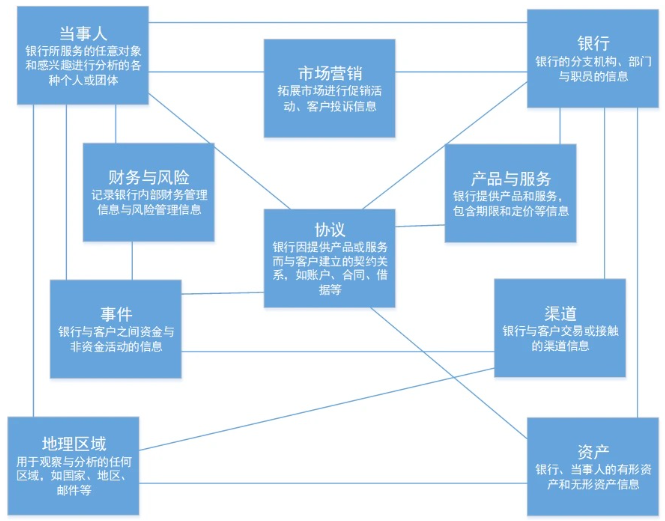 当事人
银行所服务的任意对象
和感兴趣进行分析的各
种个人或团体
市场营销
拓展市场进行促销活
动、客户投诉信息
银行
银行的分支机构、部门
与职员的信息
财务与风险
记录银行内部财务管理
信息与风险管理信息
产品与服务
银行提供产品和服务,
包含期限和定价等信息
协议
银行因提供产品或服务
而与客户建立的契约关
系，如账户、合同、借
据等
事件
银行与客户之间资金与
非资金活动的信息
渠道
银行与客户交易或接触
的渠道信息
地理区域
用于观察与分析的任何
区域，如国家、地区、
邮件等
资产
银行、当事人的有形资
产和无形资产信息